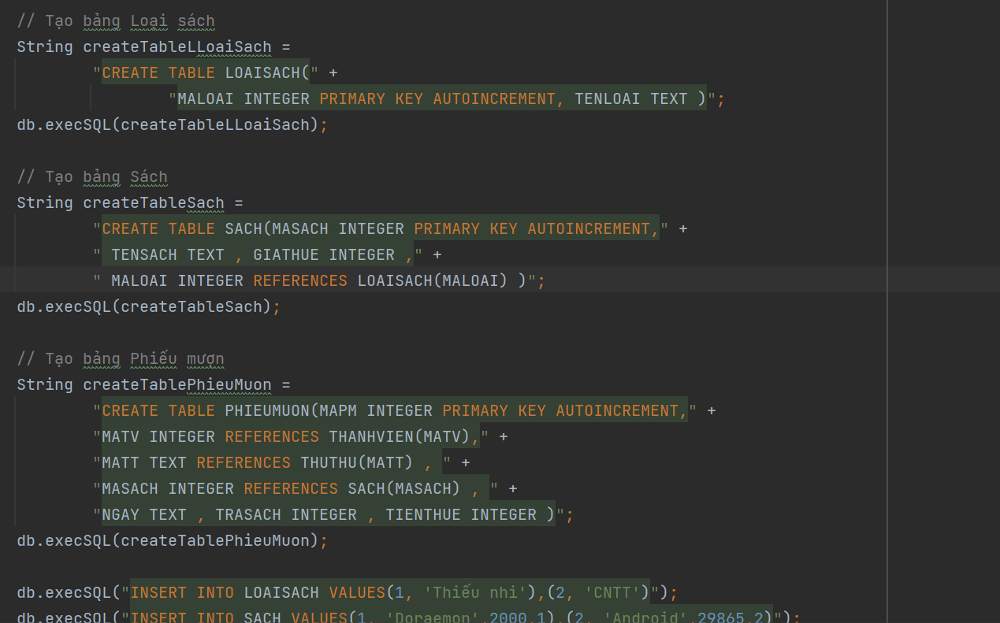 // Tạo bảng Loại sách
String createTableLLoaiSach =
"CREATE TABLE LOAISACH(" +
"MALOAI INTEGER PRIMARY KEY AUTOINCREMENT, TENLOAI TEXT )";
db.execSQL(createTableLLoaiSach);
// Tạo bảng Sách
String createTableSach =
"CREATE TABLE SACH(MASACH INTEGER PRIMARY KEY AUTOINCREMENT," +
" TENSACH TEXT , GIATHUE INTEGER ," +
" MALOAI INTEGER REFERENCES LOAISACH(MALOAI) )";
db.execSQL(createTableSach);
// Tạo bảng Phiếu mượn
String createTablePhieuMuon =
"CREATE TABLE PHIEUMUON(MAPM INTEGER PRIMARY KEY AUTOINCREMENT," +
"MATV INTEGER REFERENCES THANHVIEN(MATV)," +
"MATT TEXT REFERENCES THUTHU(MATT) , " +
"MASACH INTEGER REFERENCES SACH(MASACH) , " +
"NGAY TEXT , TRASACH INTEGER , TIENTHUE INTEGER )";
db.execSQL(createTablePhieuMuon);
db.execSQL("INSERT INTO LOAISACH VALUES(1, 'Thiếu nhi'),(2, 'CNTT')");
db.execSQL("INSERT INTO SACH VALUES(1, 'Doraemon',2000,1),(2, 'Android',29865,2)");